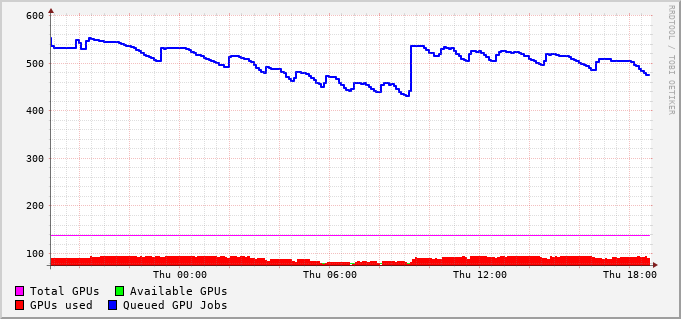 600
500
400
300
200
100
Thu 00:00 Thu 06:00 Thu 12:00 Thu 18:00
Total GPUs Available GPUs
GPUs used Queued GPU Jobs
RRDTOOL / TOBI OETIKER